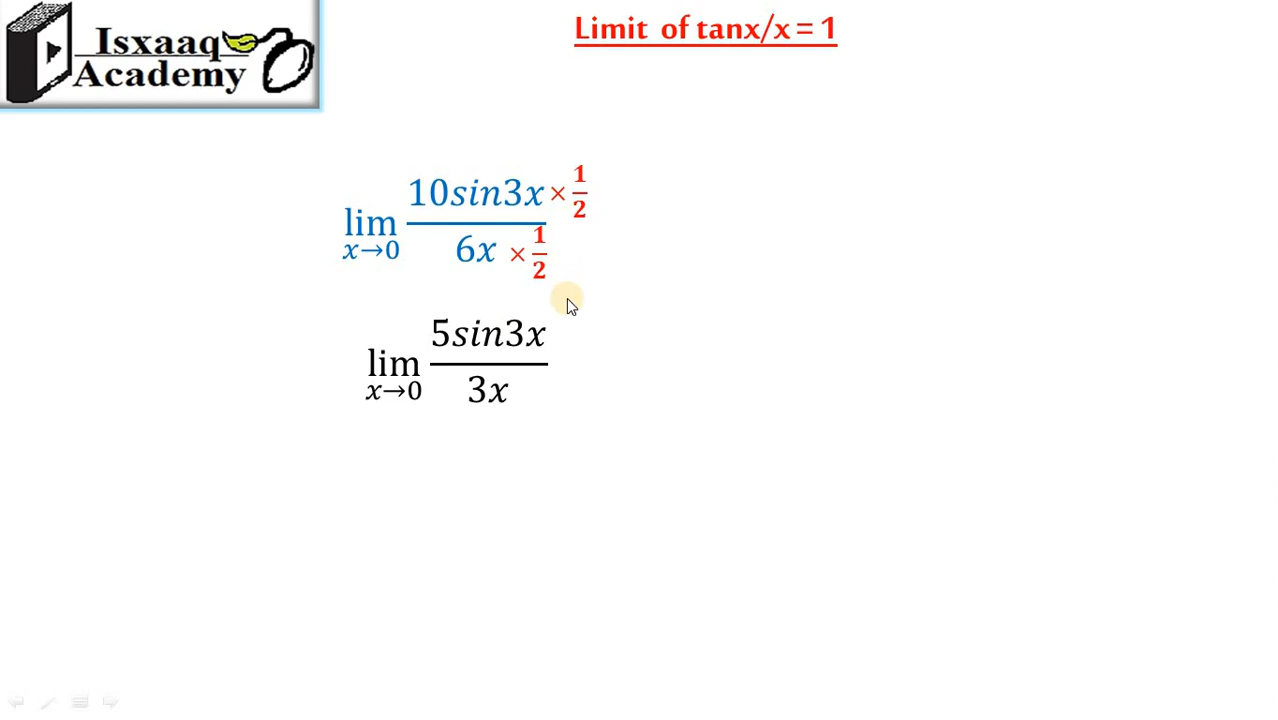 Isxaaq
Academy
Limit of tanx/x = 1
lim x→0 10sin3x × 1/2 / 6x × 1/2
lim x→0 5sin3x / 3x